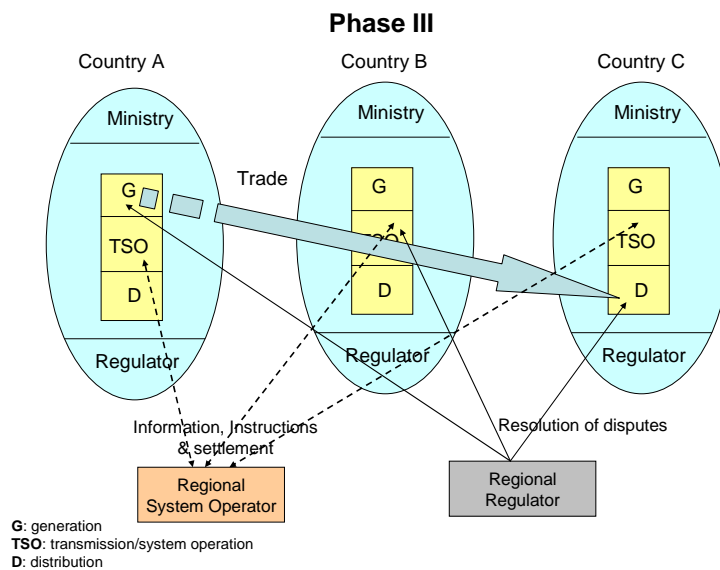 Phase III
Country A
Country B
Country C
Ministry
Ministry
Ministry
Trade
G
TSO
D
G
TSO
D
G
TSO
D
Regulator
Regulator
Regulator
Information, Instructions
& settlement
Resolution of disputes
Regional
System Operator
Regional
Regulator
G: generation
TSO: transmission/system operation
D: distribution